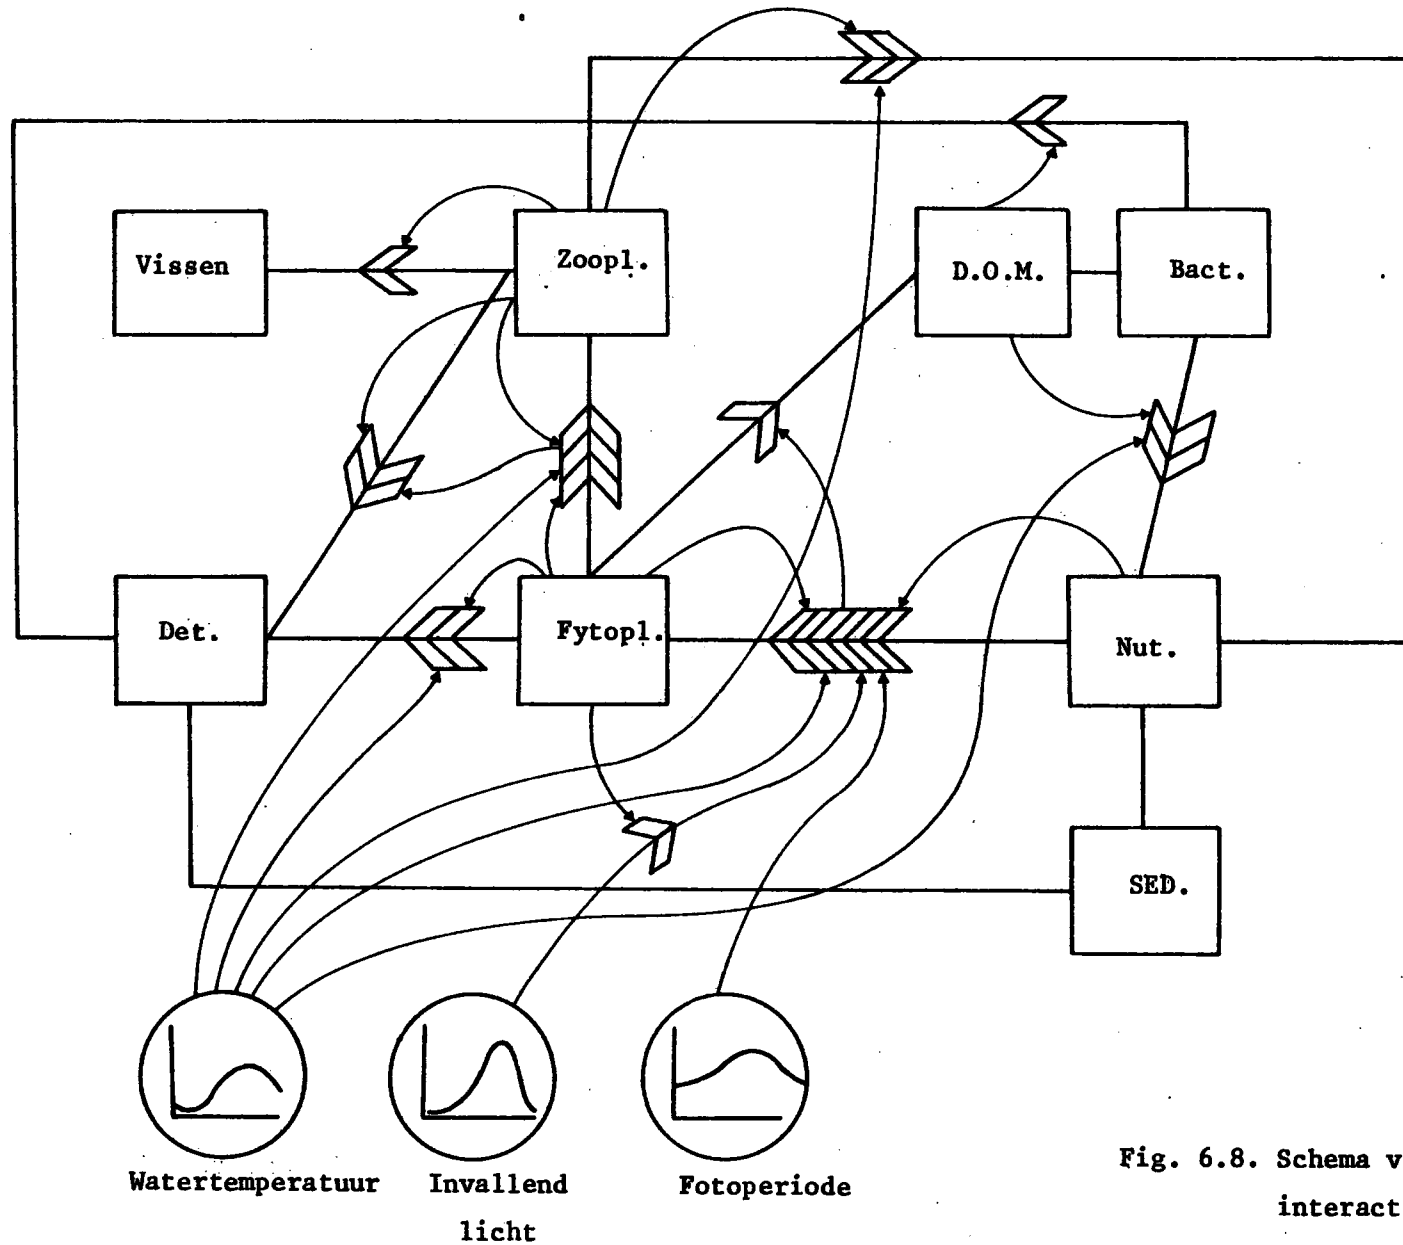 Vissen
Zoopl.
D.O.M.
Bact.
Det.
Fytopl.
Nut.
SED.
Watertemperatuur
Invallend
licht
Fotoperiode
Fig. 6.8. Schema v
interact